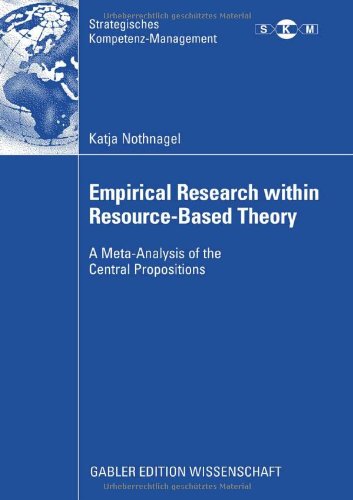 Urheberrechtlich geschütztes Material
Strategisches
Kompetenz-Management
S K M
Katja Nothnagel
Empirical Research within
Resource-Based Theory
A Meta-Analysis of the
Central Propositions
GABLER EDITION WISSENSCHAFT
Urheberrechtlich geschütztes Material